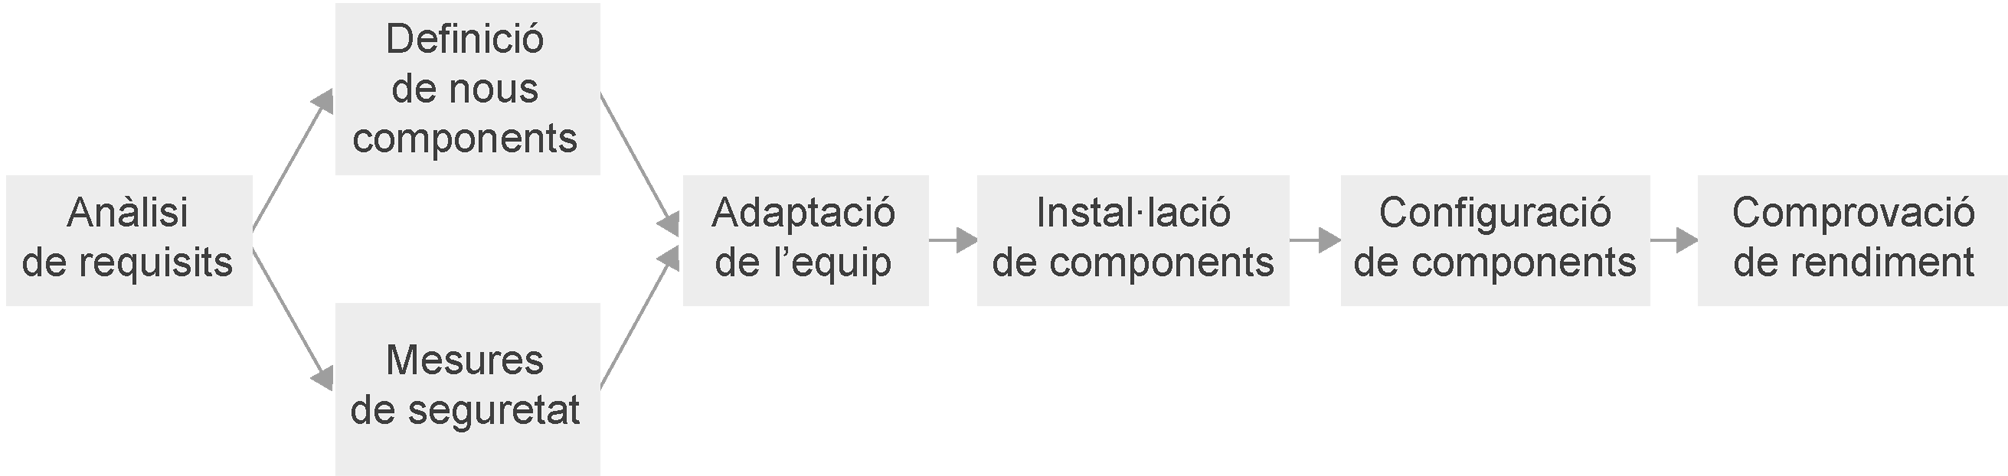 Anàlisi
de requisits
Definició
de nous
components
Mesures
de seguretat
Adaptació
de l’equip
Instal·lació
de components
Configuració
de components
Comprovació
de rendiment